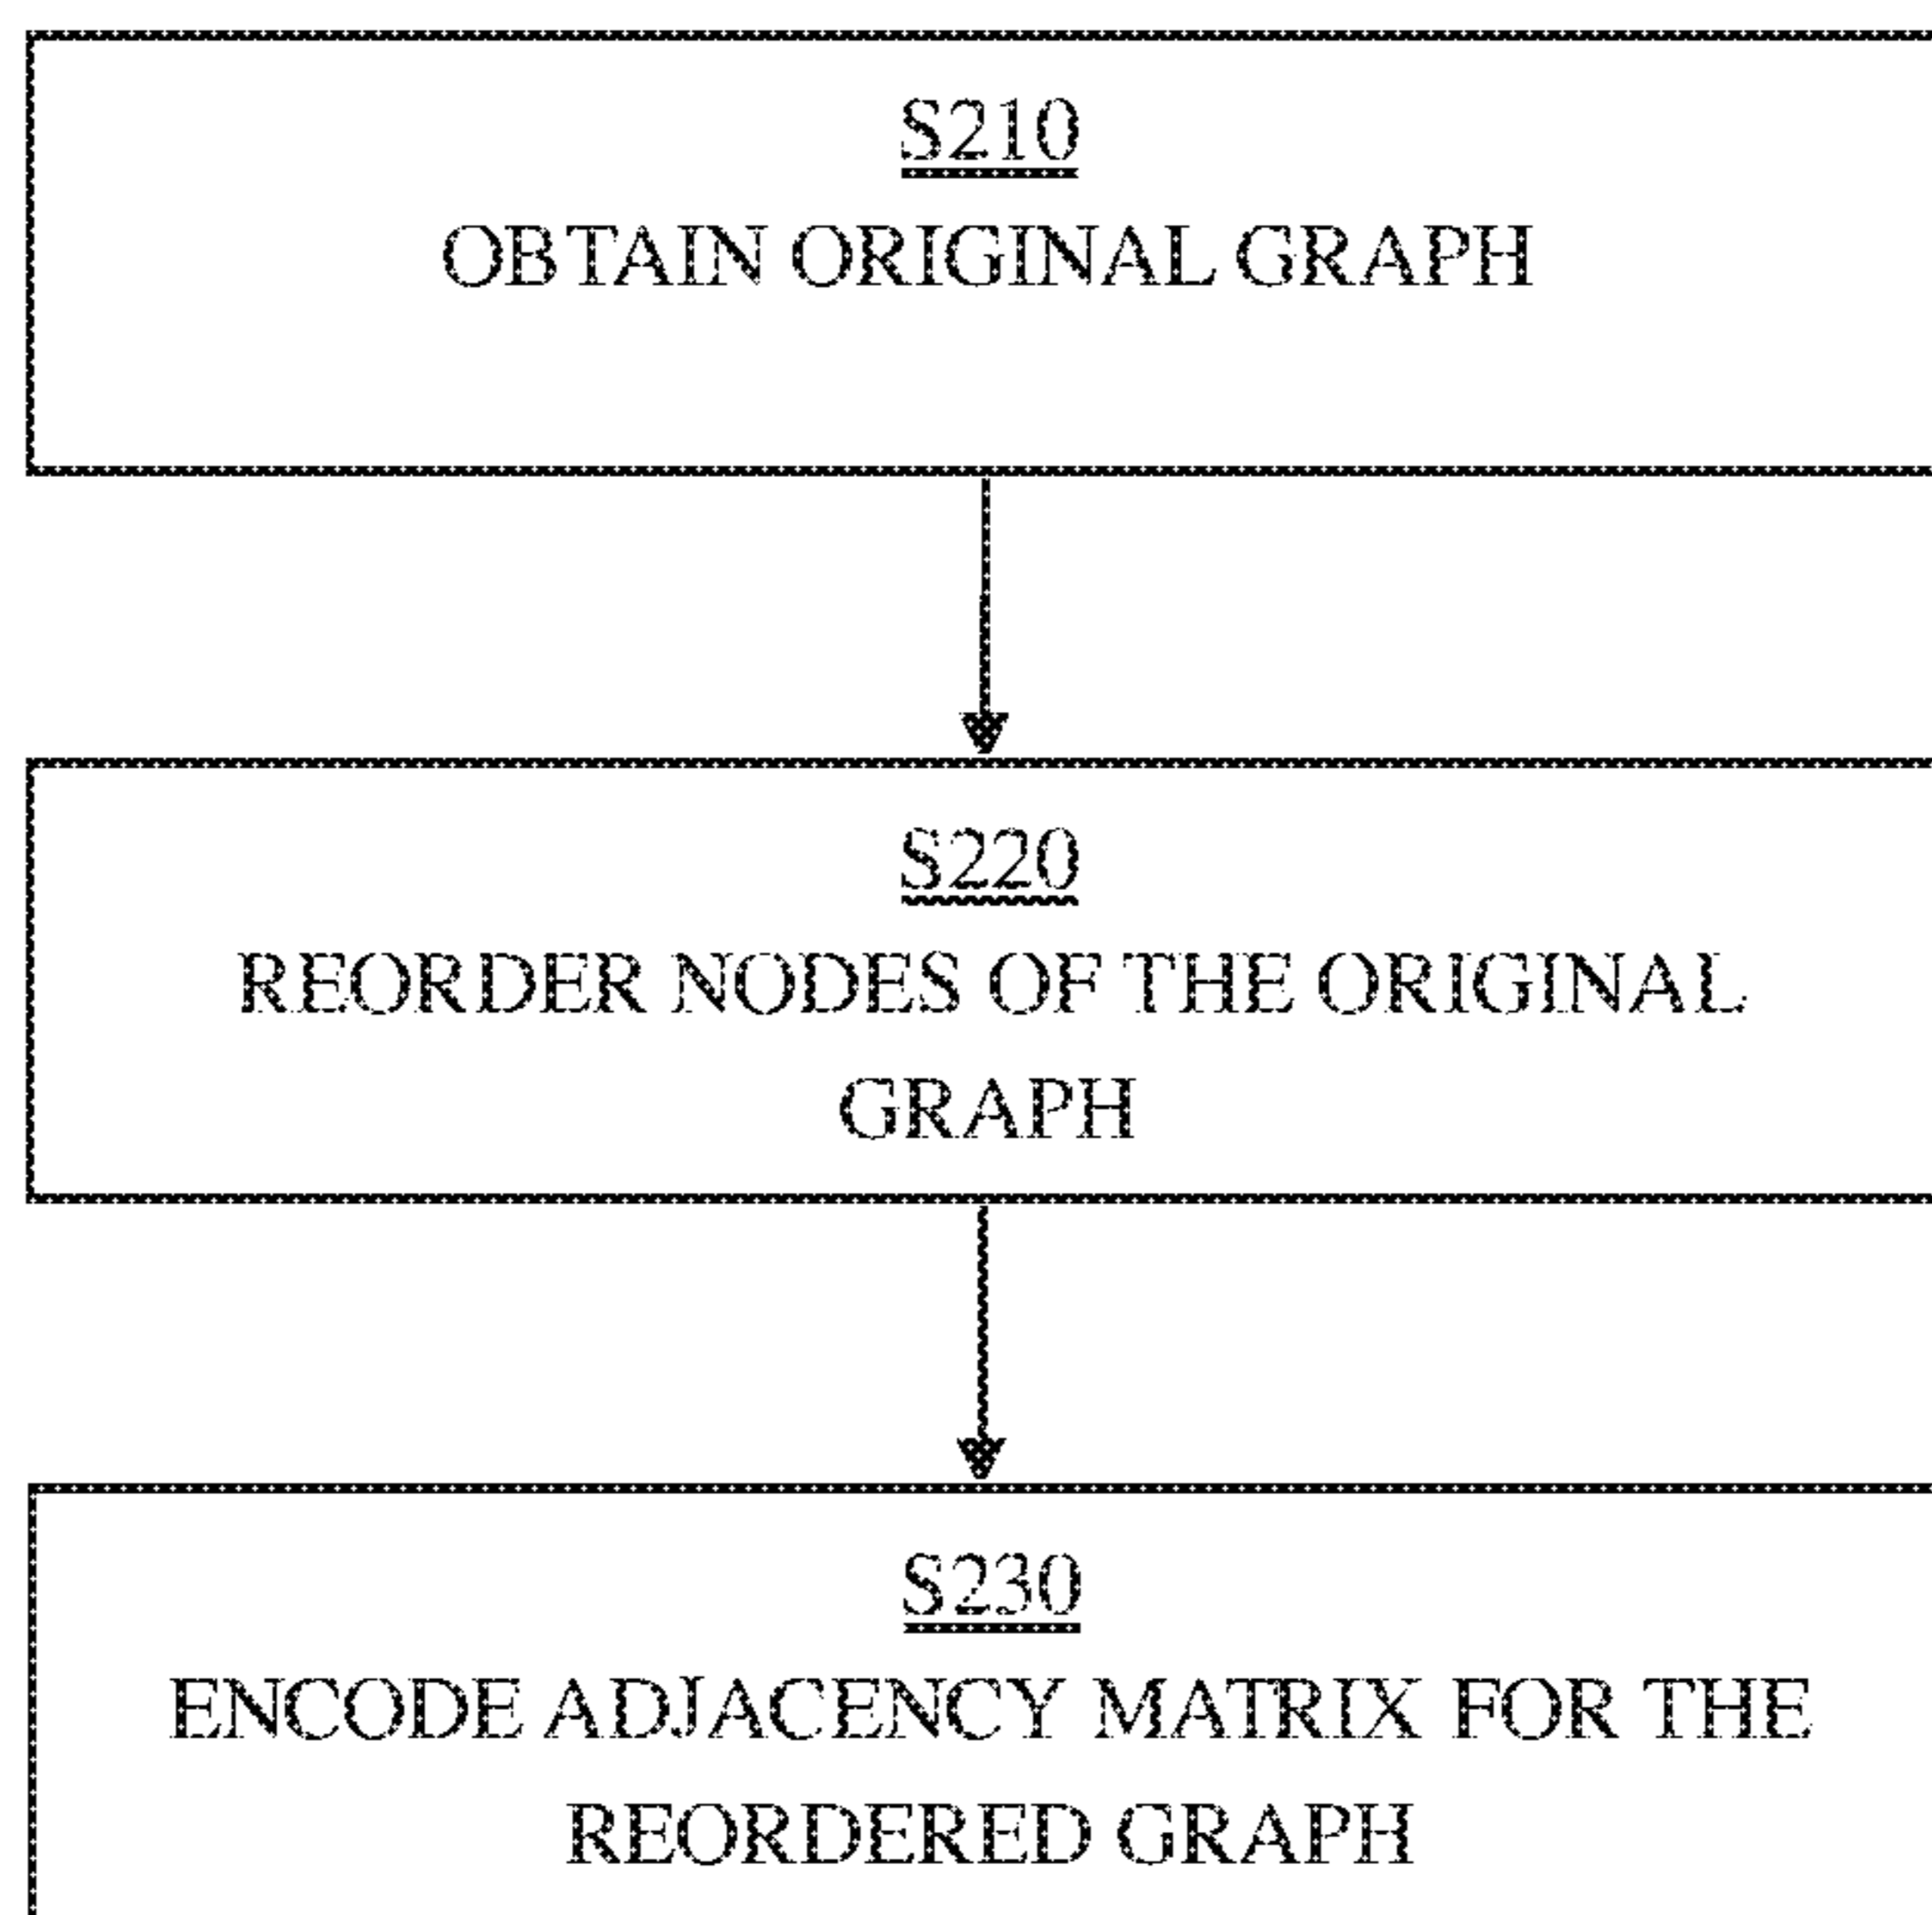 S210
OBTAIN ORIGINAL GRAPH
S220
REORDER NODES OF THE ORIGINAL
GRAPH
S230
ENCODE ADJACENCY MATRIX FOR THE
REORDERED GRAPH